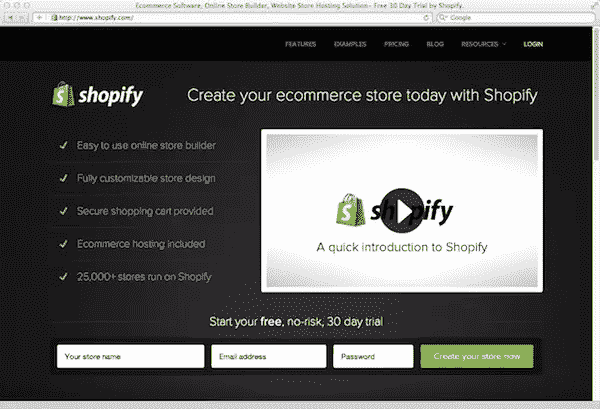 Ecommerce Software, Online Store Builder, Website Store Hosting Solution- Free 30 Day Trial by Shopify.
http://www.shopify.com/
Google
FEATURES EXAMPLES PRICING BLOG RESOURCES LOGIN
shopify
Create your ecommerce store today with Shopify
Easy to use online store builder
Fully customizable store design
Secure shopping cart provided
Ecommerce hosting included
25,000+ stores run on Shopify
shopify
A quick introduction to Shopify
Start your free, no-risk, 30 day trial
Your store name
Email address
Password
Create your store now